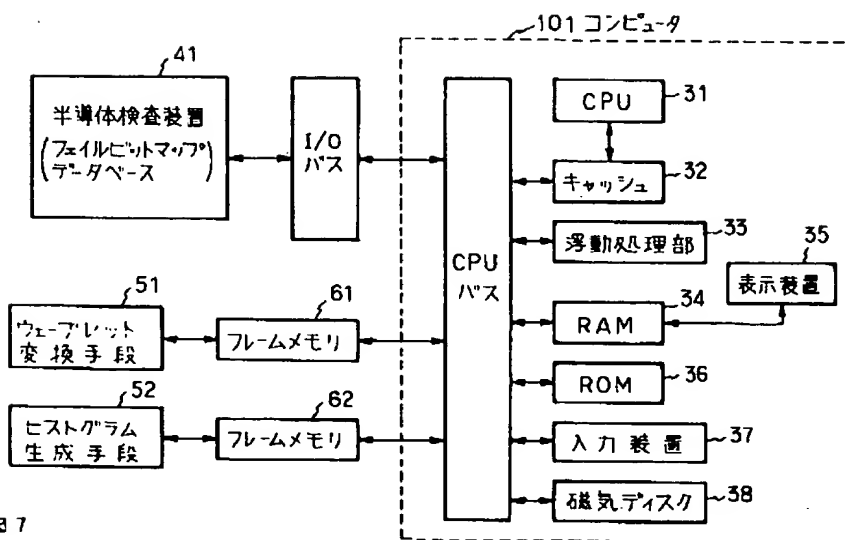 101 コンピュータ
41
半導体検査装置
(フェイルビットマップ
データベース)
I/O
バス
CPU
バス
CPU
31
キャッシュ
32
浮動処理部
33
35
表示装置
34
RAM
ROM
36
入力装置
37
磁気ディスク
38
51
ウェーブレット
変換手段
61
フレームメモリ
52
ヒストグラム
生成手段
62
フレームメモリ